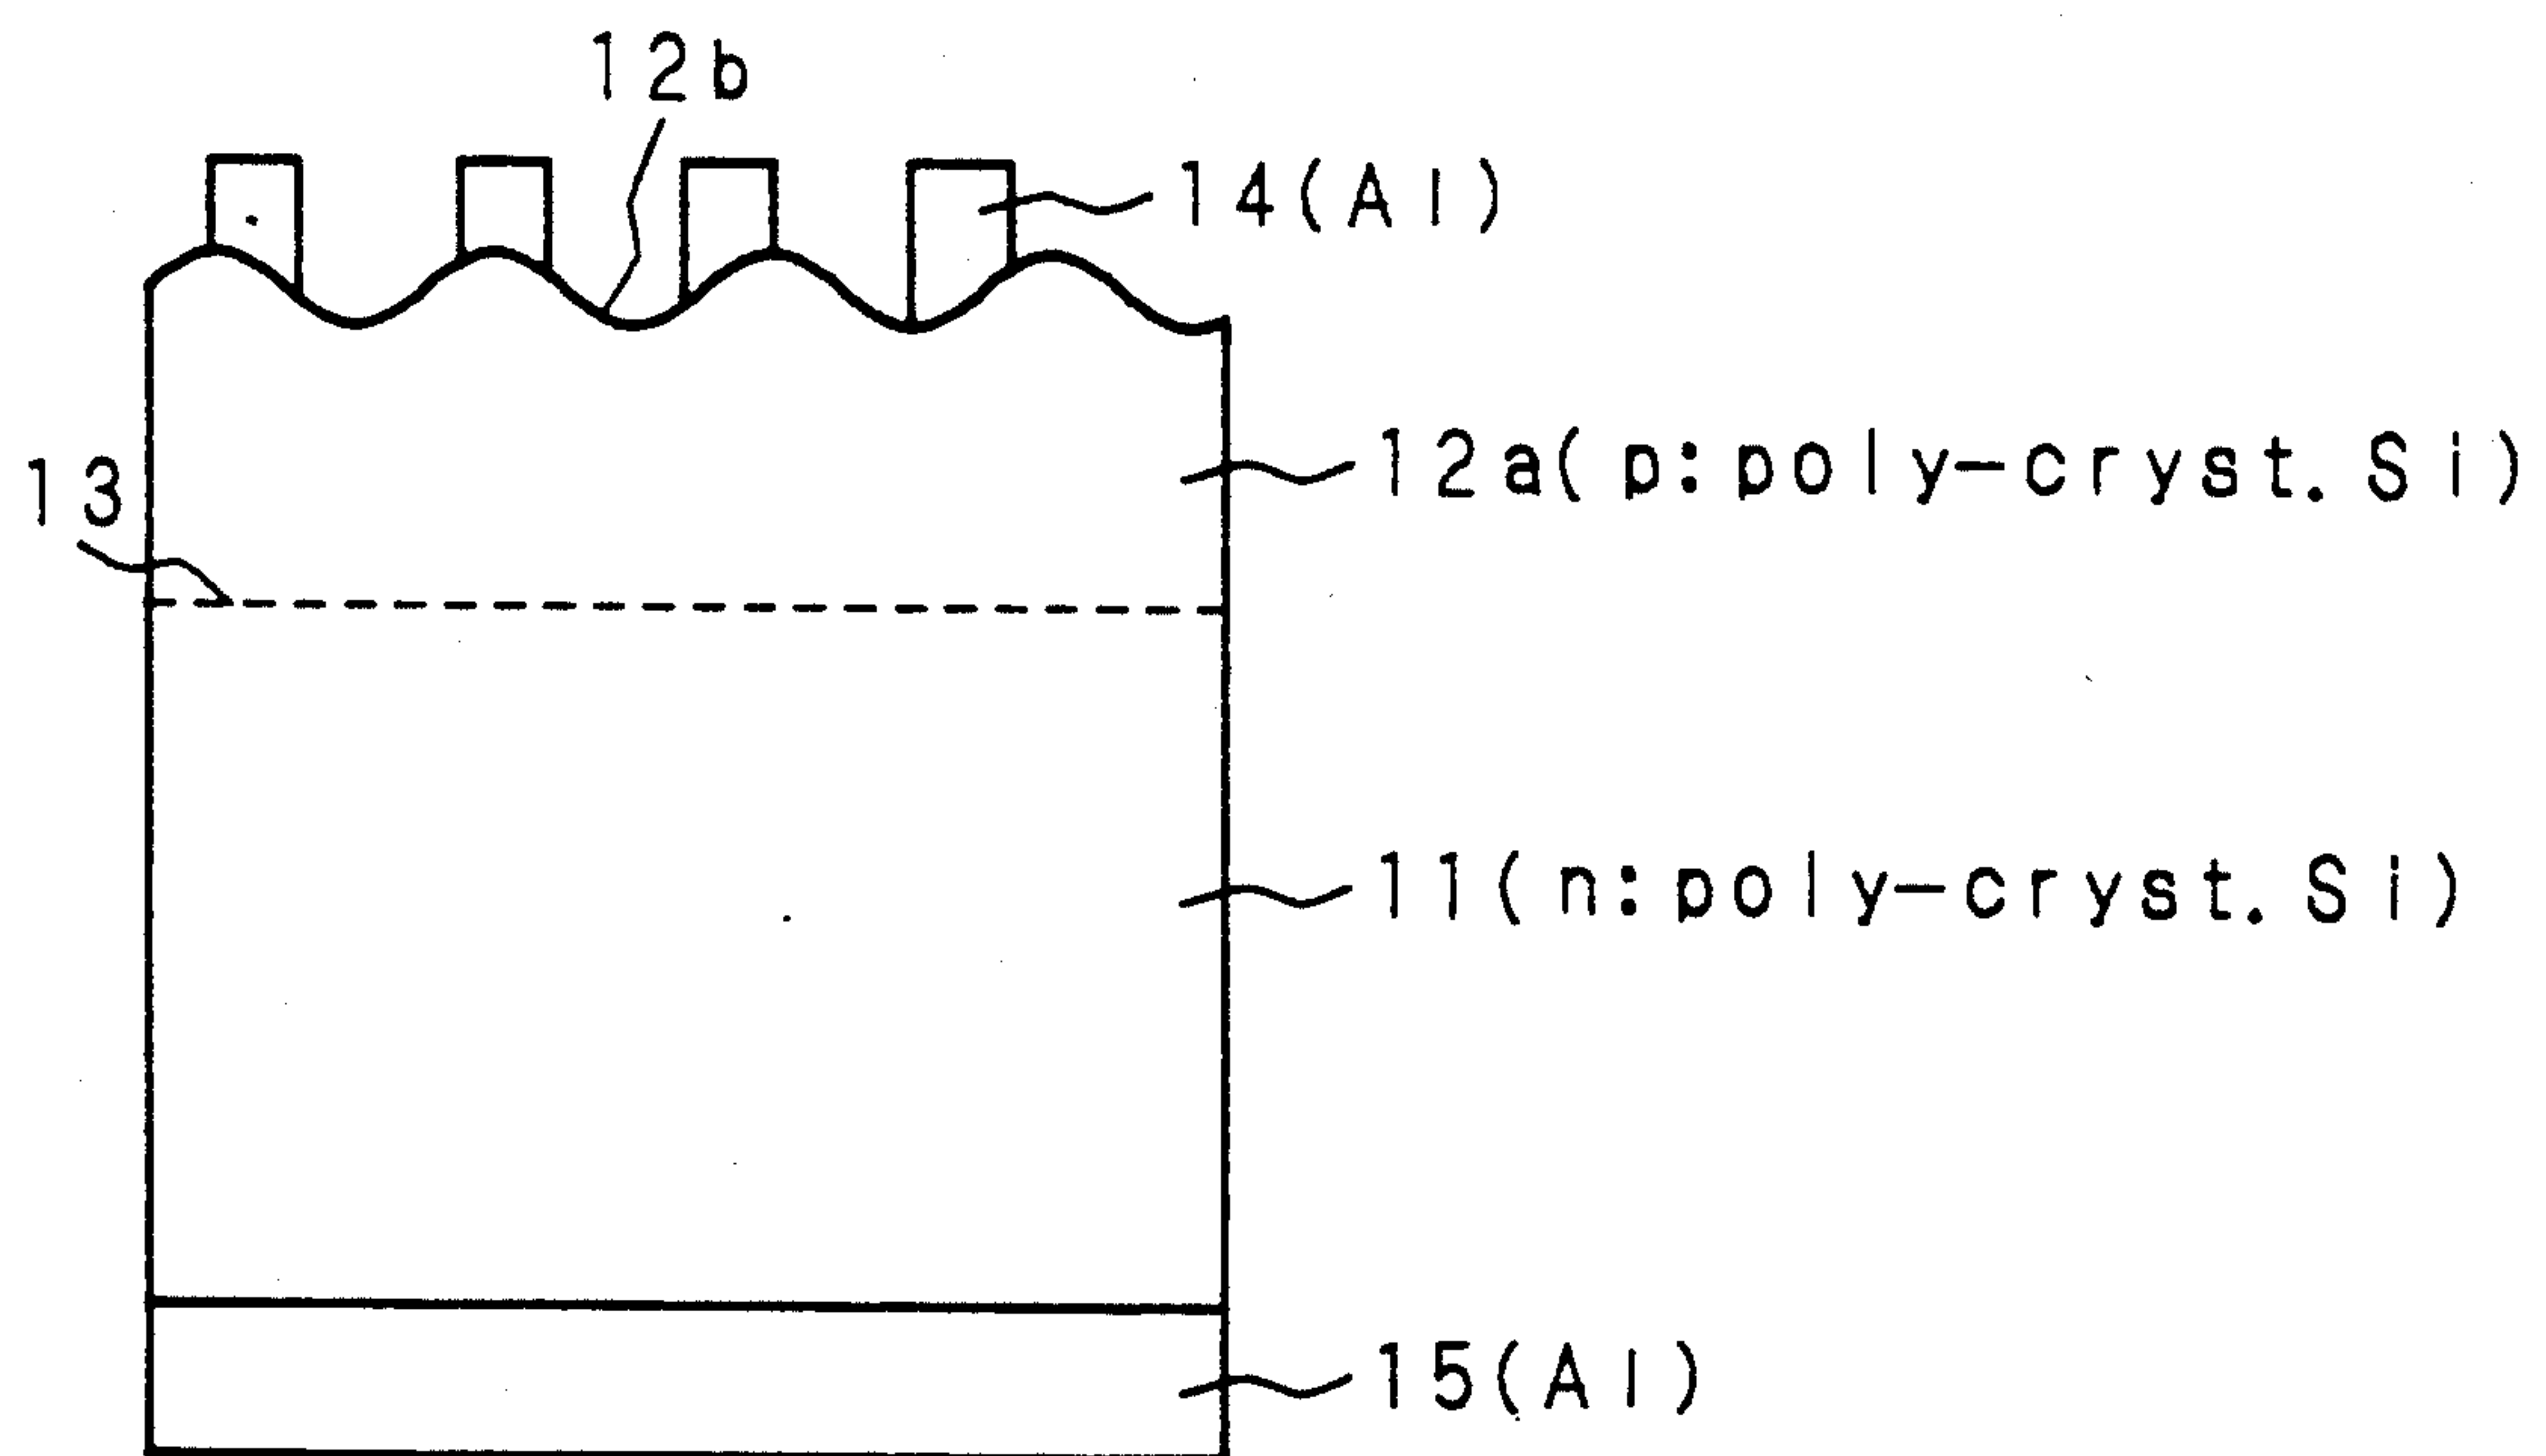 12b
14(Al)
12a(p:poly-cryst.Si)
13
11(n:poly-cryst.Si)
15(Al)